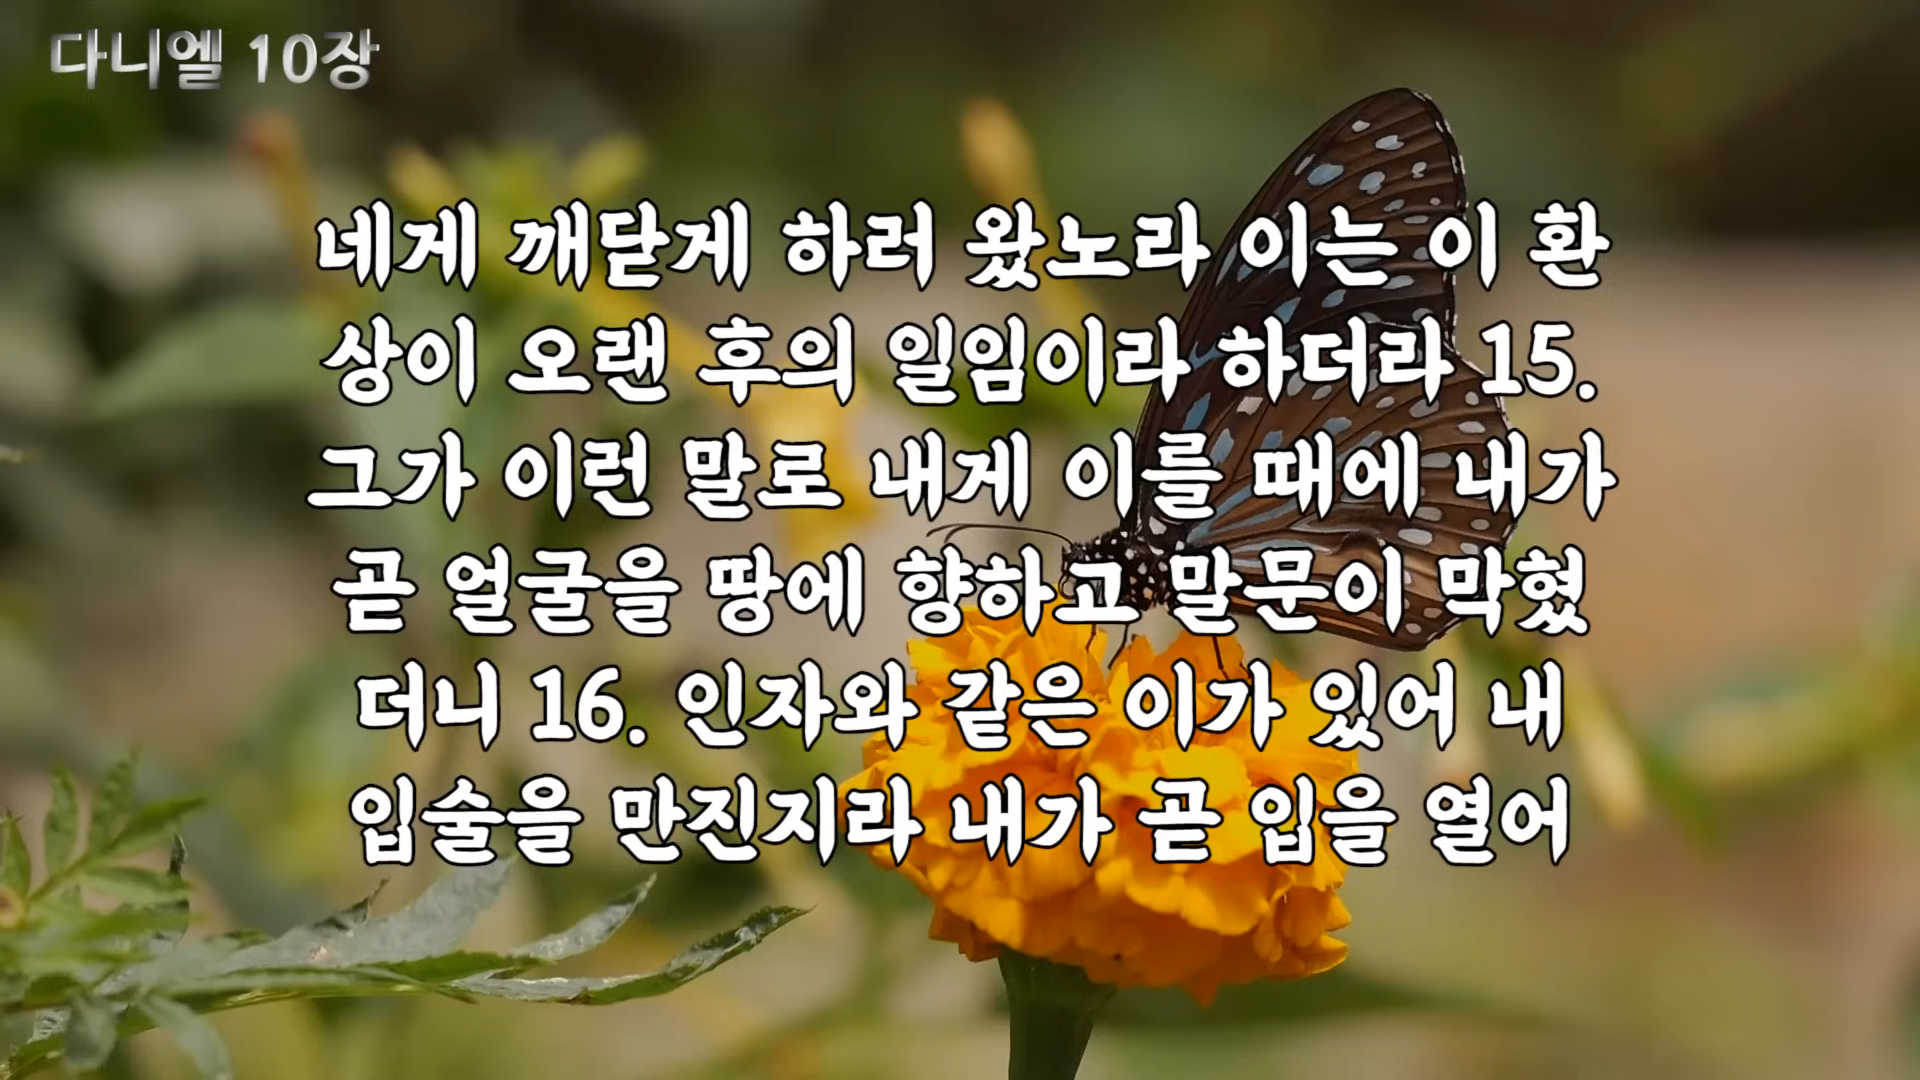 다니엘 10장
네게 깨닫게 하러 왔노라 이는 이 환
상이 오랜 후의 일임이라 하더라 15.
그가 이런 말로 내게 이를 때에 내가
곧 얼굴을 땅에 향하고 말문이 막혔
더니 16. 인자와 같은 이가 있어 내
입술을 만진지라 내가 곧 입을 열어